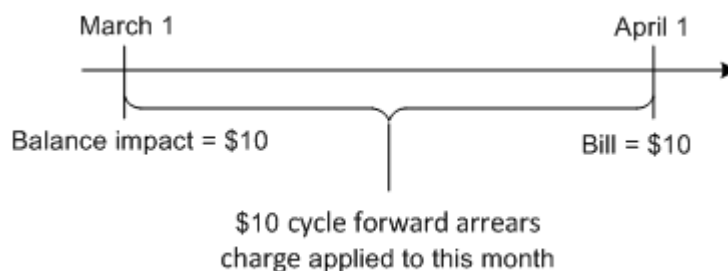 March 1
April 1
Balance impact = $10
Bill = $10
$10 cycle forward arrears
charge applied to this month